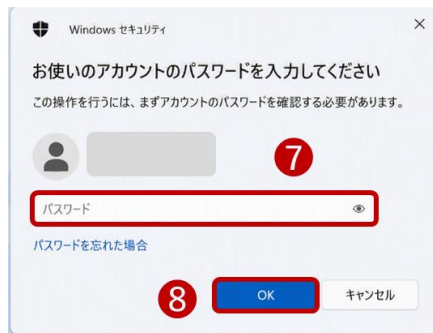 Windows セキュリティ
お使いのアカウントのパスワードを入力してください
この操作を行うには、まずアカウントのパスワードを確認する必要があります。
7
パスワード
パスワードを忘れた場合
8
OK
キャンセル